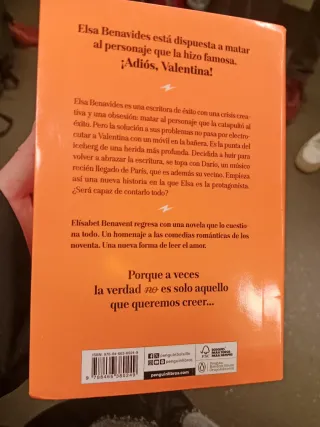 Elsa Benavides está dispuesta a matar
al personaje que la hizo famosa.
¡Adiós, Valentina!
Elsa Benavides es una escritora de éxito con una crisis crea-
tiva y una obsesión: matar al personaje que la catapultó al
éxito. Pero la solución a sus problemas no pasa por electro-
cutar a Valentina con un móvil en la bañera. Es la punta del
iceberg de una herida más profunda. Decidida a huir para
volver a abrazar la escritura, se topa con Darío, un músico
recién llegado de París, que es además su vecino. Empieza
así una nueva historia en la que Elsa es la protagonista.
¿Será capaz de contarlo todo?
Elísabet Benavent regresa con una novela que lo cuestio-
na todo. Un homenaje a las comedias románticas de los
noventa. Una nueva forma de leer el amor.
Porque a veces
la verdad no es solo aquello
que queremos creer...
penguinlibros
penguinlibros.com
FSC